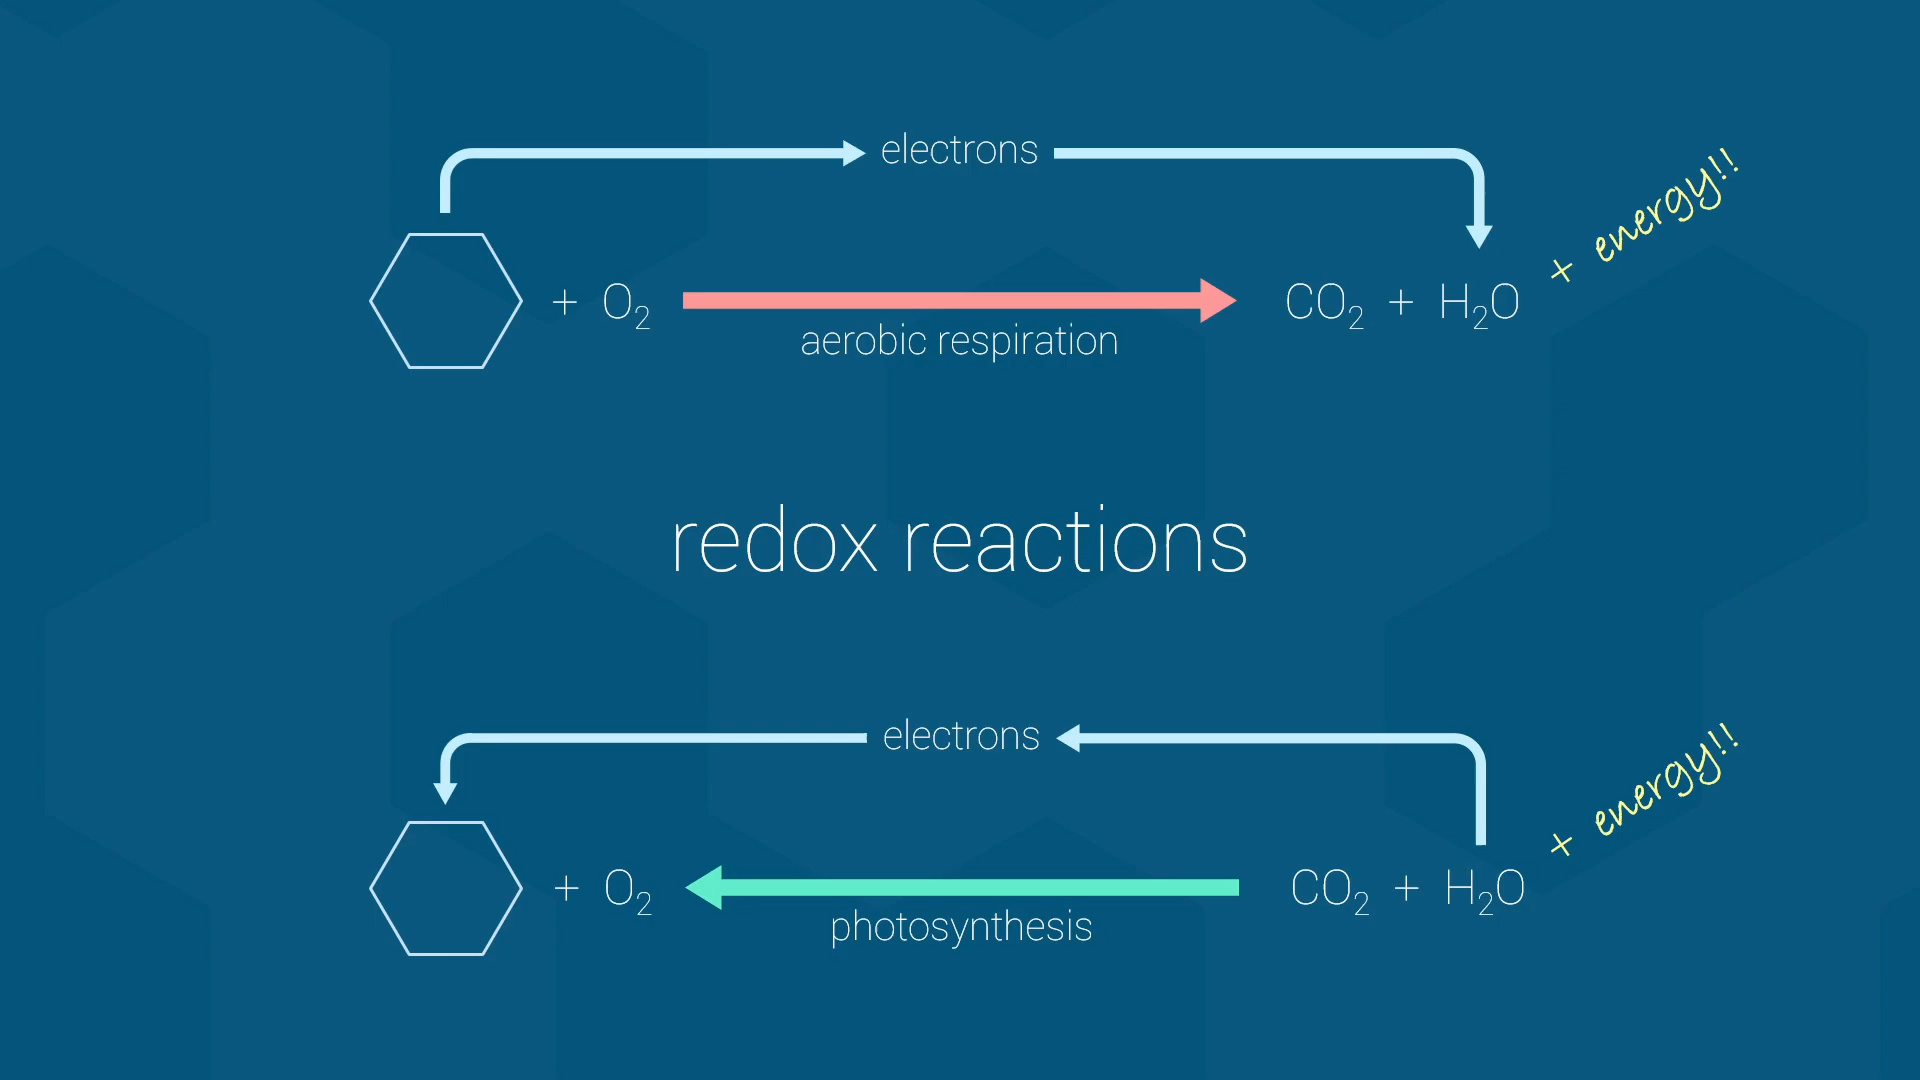 electrons
+ energy!!
+ O₂
CO₂ + H₂O
aerobic respiration
redox reactions
electrons
+ energy!!
+ O₂
CO₂ + H₂O
photosynthesis